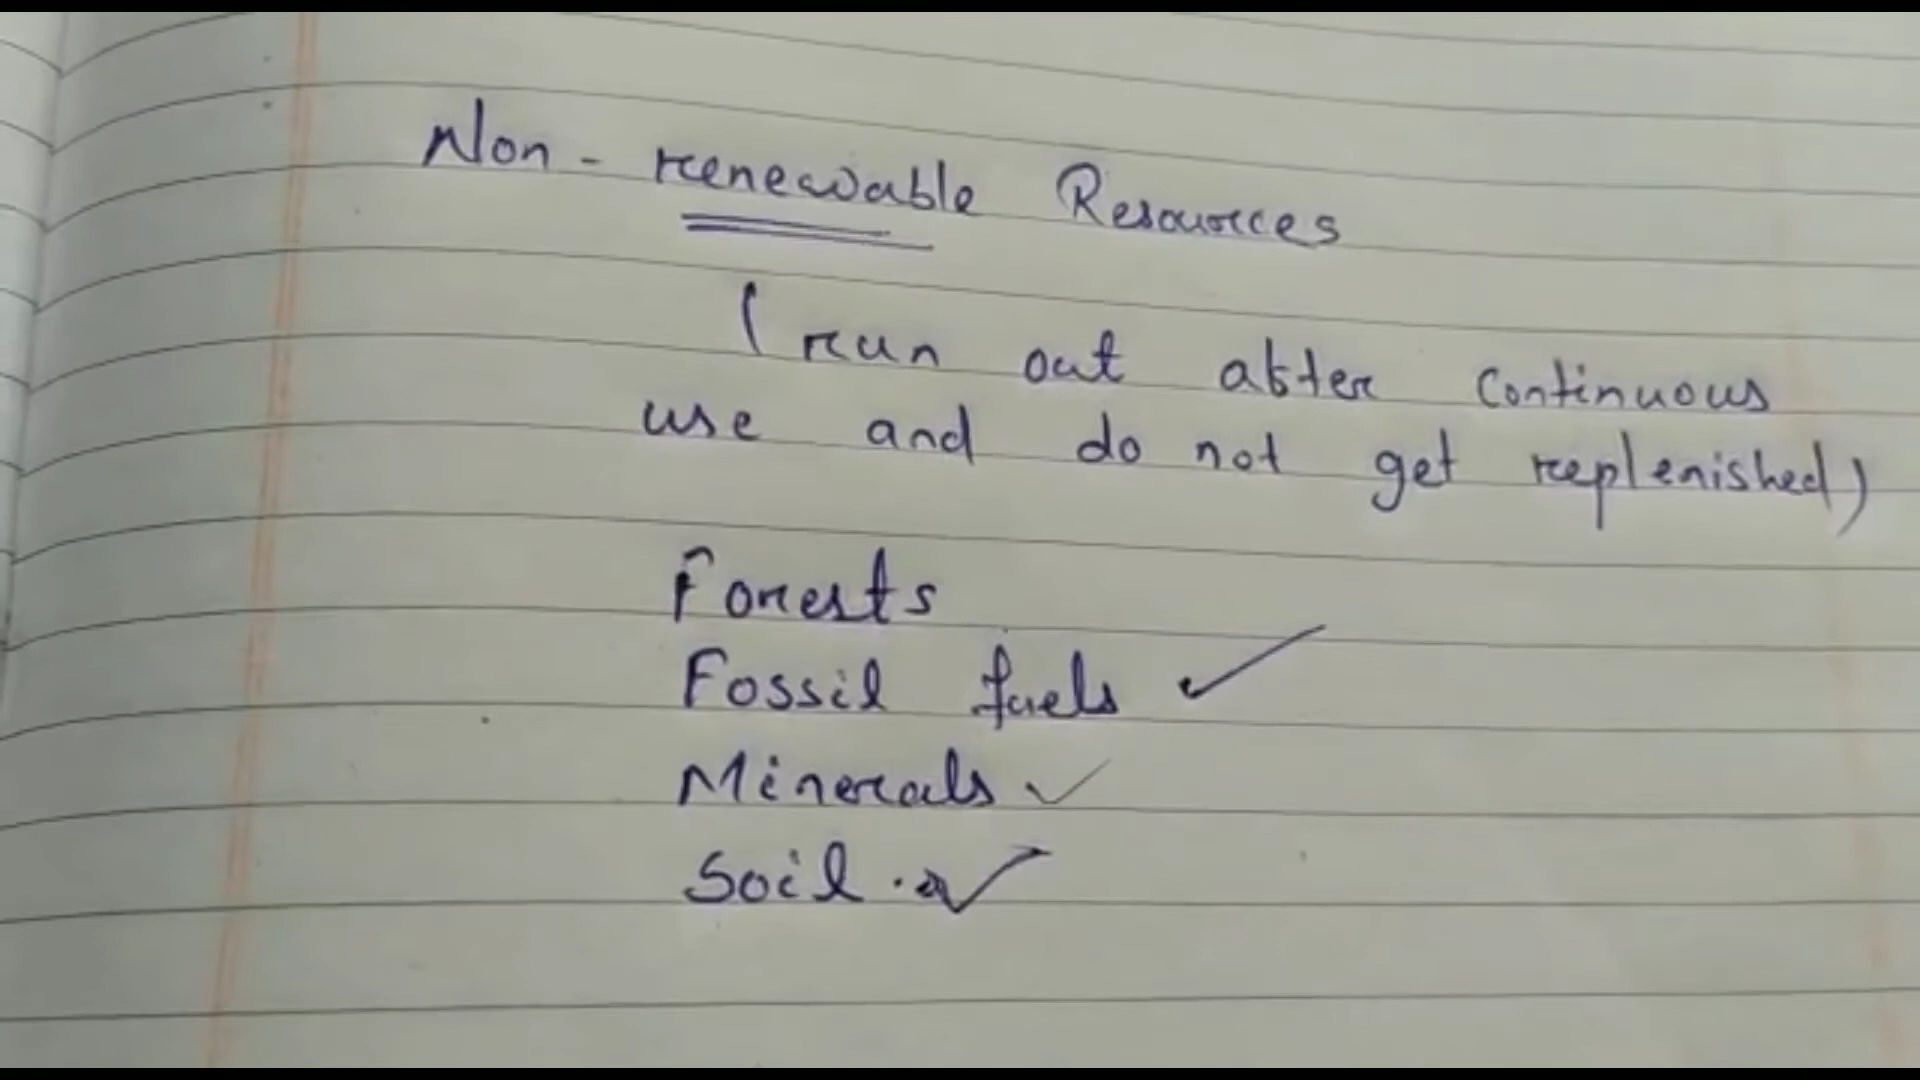 Non - renewable Resources
(run out after continuous
use and do not get replenished)
Forests
Fossil fuels ✓
Minerals ✓
Soil . ✓